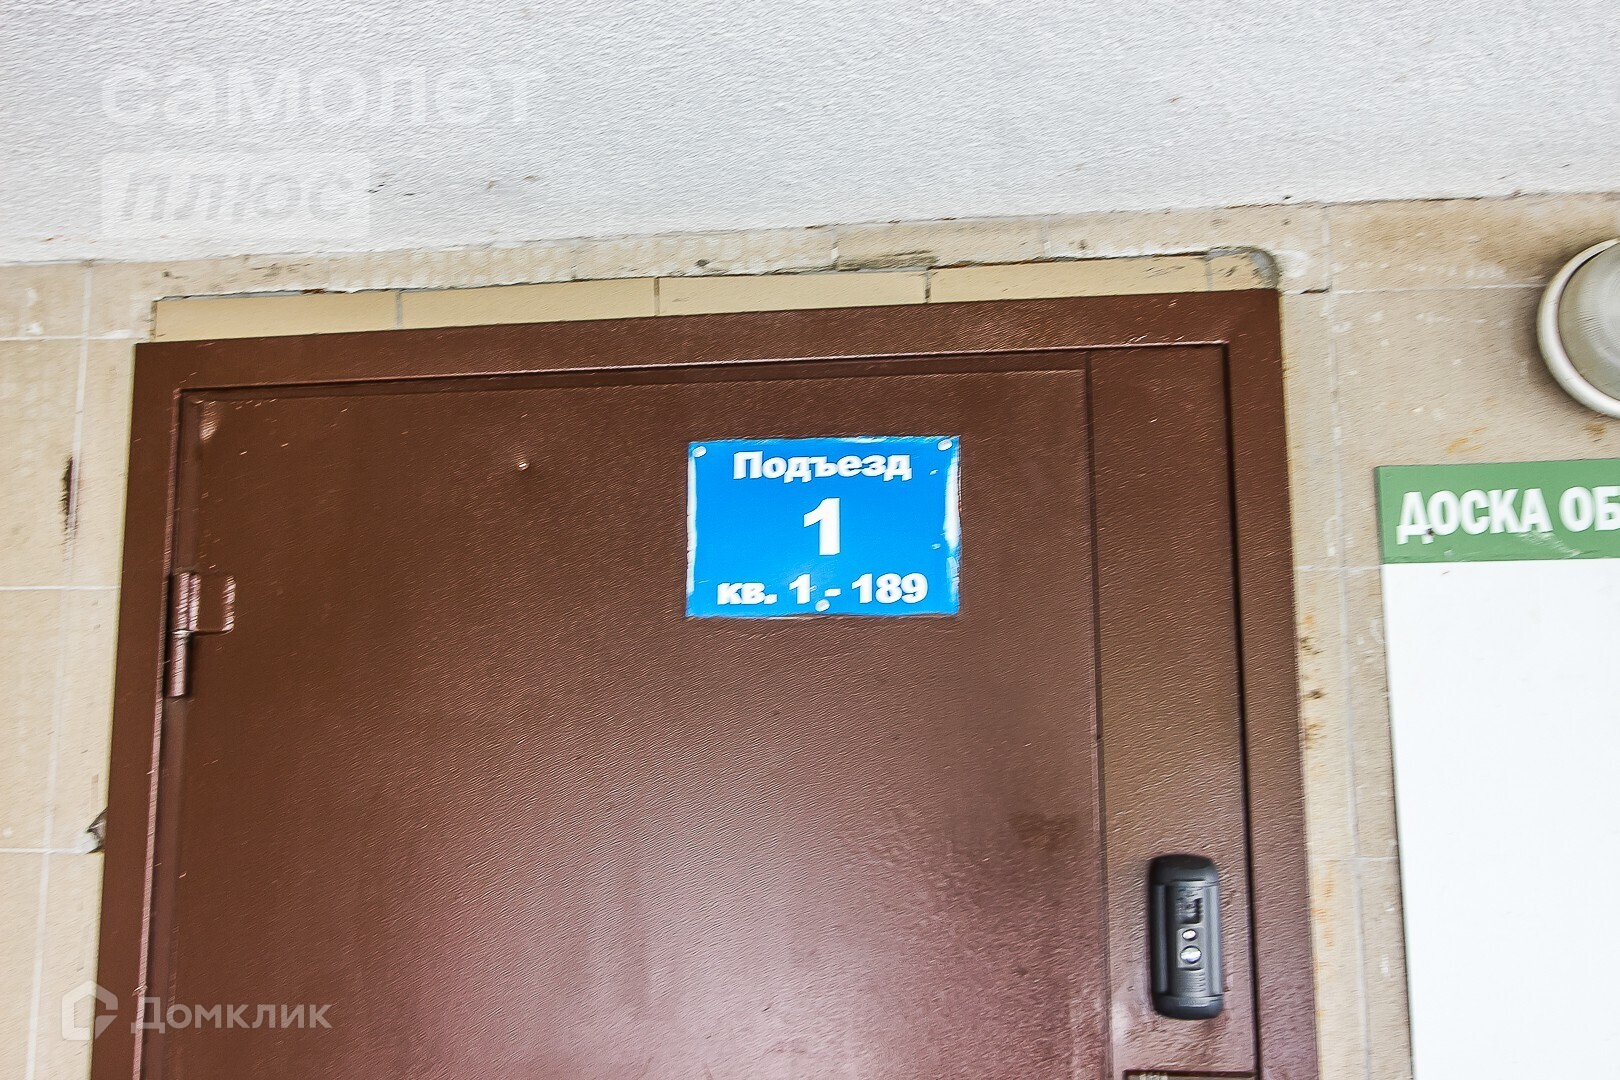 самолет
плюс
Подъезд
1
кв. 1 - 189
ДОСКА ОБ
Домклик